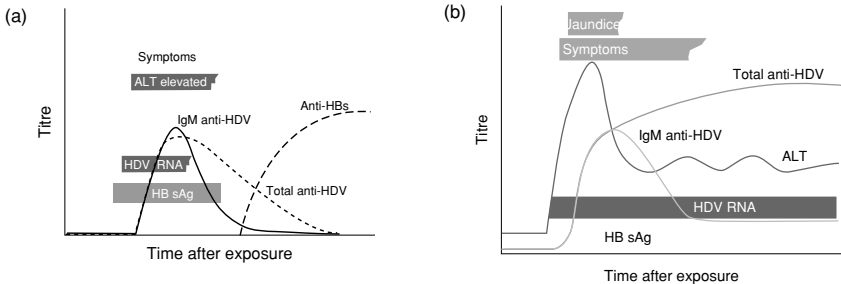 (a)
Symptoms
ALT elevated
IgM anti-HDV
Anti-HBs
HDV RNA
HB sAg
Total anti-HDV
Titre
Time after exposure
(b)
Jaundice
Symptoms
Total anti-HDV
IgM anti-HDV
ALT
HDV RNA
HB sAg
Titre
Time after exposure